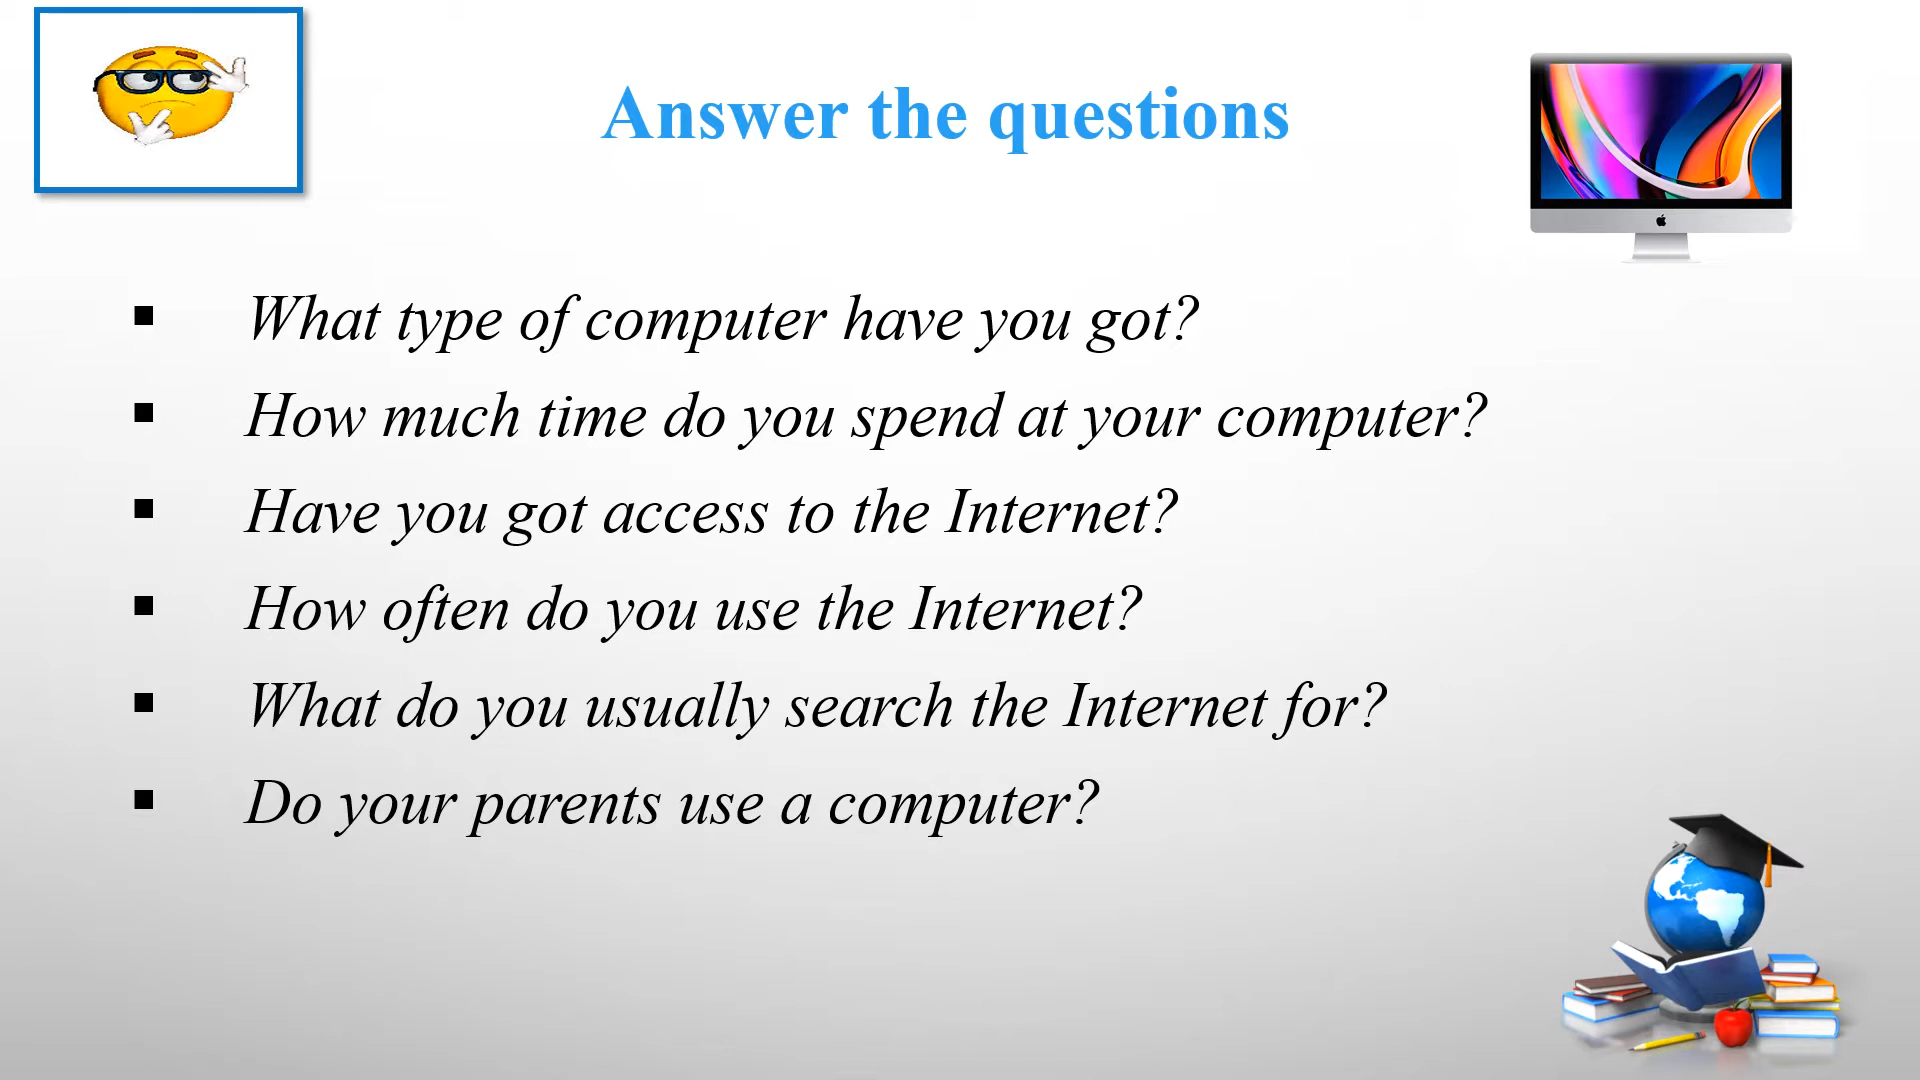 Answer the questions
▪ What type of computer have you got?
▪ How much time do you spend at your computer?
▪ Have you got access to the Internet?
▪ How often do you use the Internet?
▪ What do you usually search the Internet for?
▪ Do your parents use a computer?